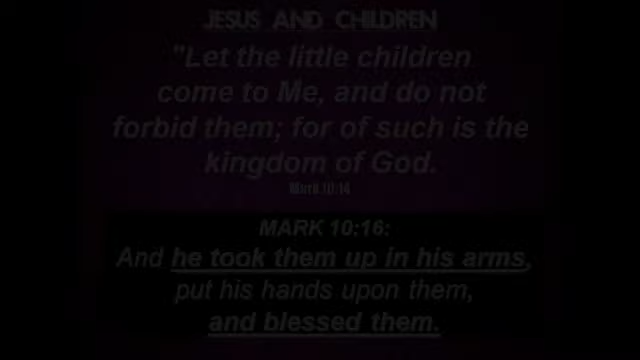 JESUS AND CHILDREN
"Let the little children
come to Me, and do not
forbid them; for of such is the
kingdom of God.
Mark 10:14
MARK 10:16:
And he took them up in his arms,
put his hands upon them,
and blessed them.